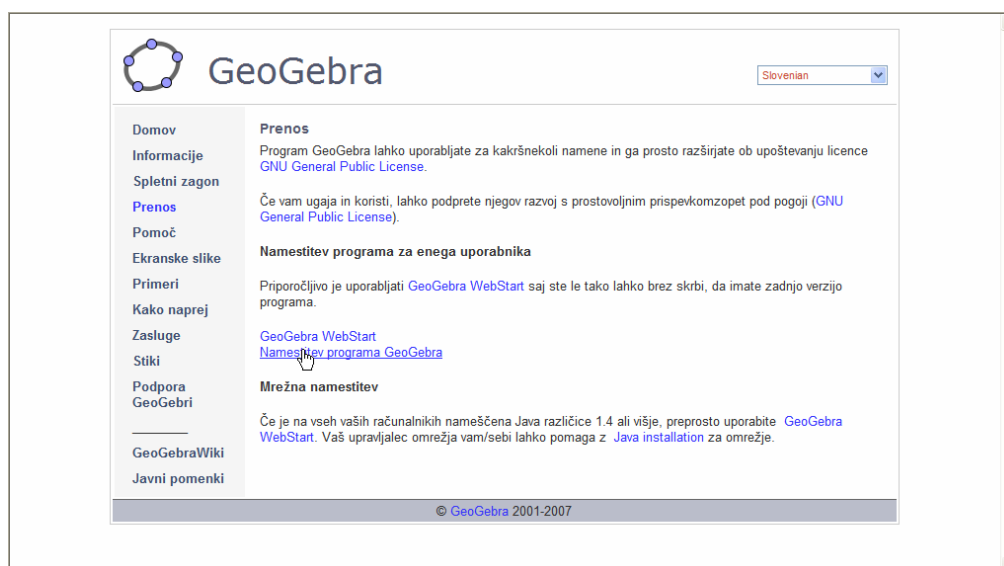 GeoGebra
Slovenian
Domov
Informacije
Spletni zagon
Prenos
Pomoč
Ekranske slike
Primeri
Kako naprej
Zasluge
Stiki
Podpora
GeoGebri
GeoGebraWiki
Javni pomenki
Prenos
Program GeoGebra lahko uporabljate za kakršnekoli namene in ga prosto razširjate ob upoštevanju licence
GNU General Public License.
Če vam ugaja in koristi, lahko podprete njegov razvoj s prostovoljnim prispevkomzopet pod pogoji (GNU
General Public License).
Namestitev programa za enega uporabnika
Priporočljivo je uporabljati GeoGebra WebStart saj ste le tako lahko brez skrbi, da imate zadnjo verzijo
programa.
GeoGebra WebStart
Namestitev programa GeoGebra
Mrežna namestitev
Če je na vseh vaših računalnikih nameščena Java različice 1.4 ali višje, preprosto uporabite GeoGebra
WebStart. Vaš upravljalec omrežja vam/sebi lahko pomaga z Java installation za omrežje.
© GeoGebra 2001-2007